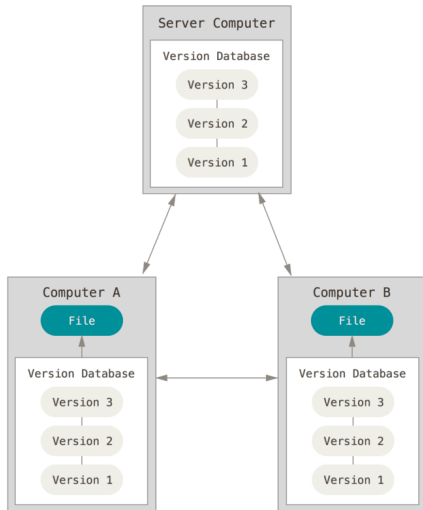 Server Computer
Version Database
Version 3
Version 2
Version 1
Computer A
File
Version Database
Version 3
Version 2
Version 1
Computer B
File
Version Database
Version 3
Version 2
Version 1